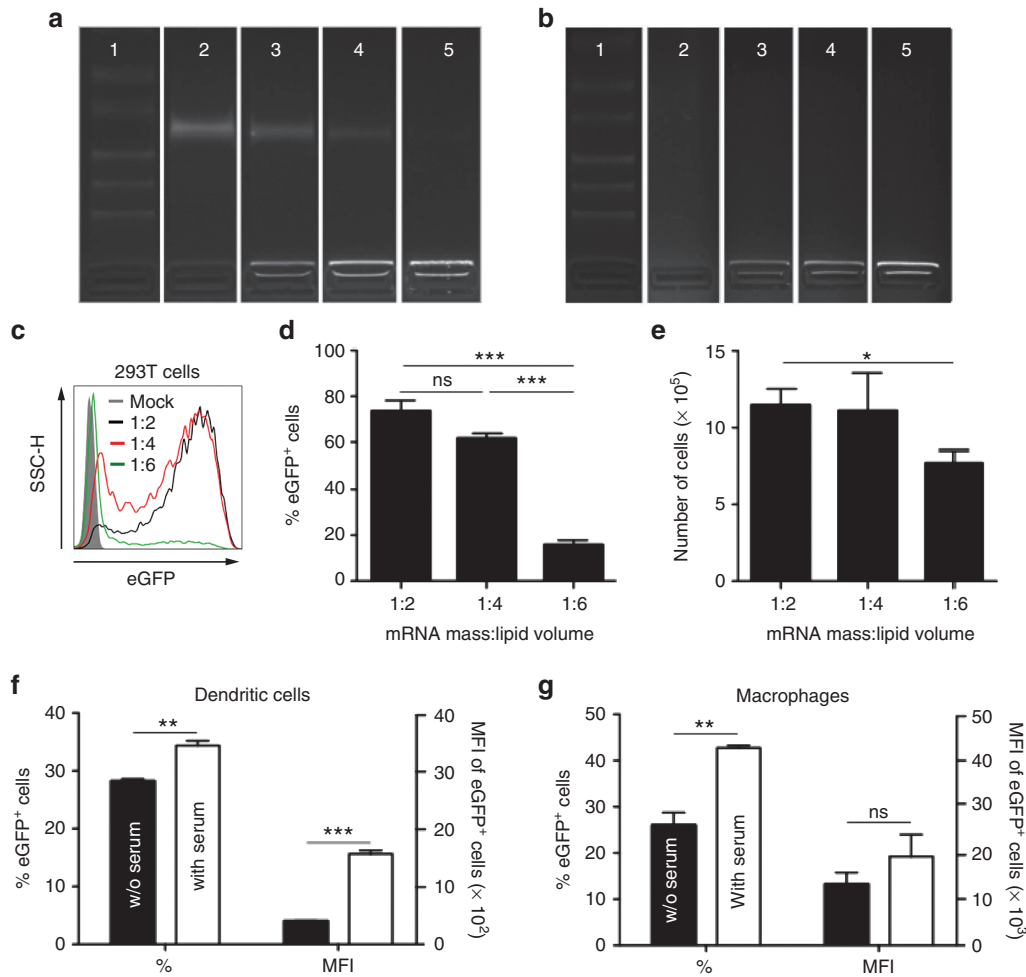 a
1 2 3 4 5
b
1 2 3 4 5
c
293T cells
Mock
1:2
1:4
1:6
SSC-H
eGFP
d
% eGFP⁺ cells
100
80
60
40
20
0
***
ns ***
1:2 1:4 1:6
mRNA mass:lipid volume
e
Number of cells (× 10⁵)
15
10
5
0
*
1:2 1:4 1:6
mRNA mass:lipid volume
f
Dendritic cells
% eGFP⁺ cells
40
30
20
10
0
**
***
w/o serum
with serum
40
30
20
10
0
MFI of eGFP⁺
cells (× 10²)
% MFI
g
Macrophages
% eGFP⁺ cells
50
40
30
20
10
0
**
ns
w/o serum
With serum
50
40
30
20
10
0
MFI of eGFP⁺
cells (× 10³)
% MFI